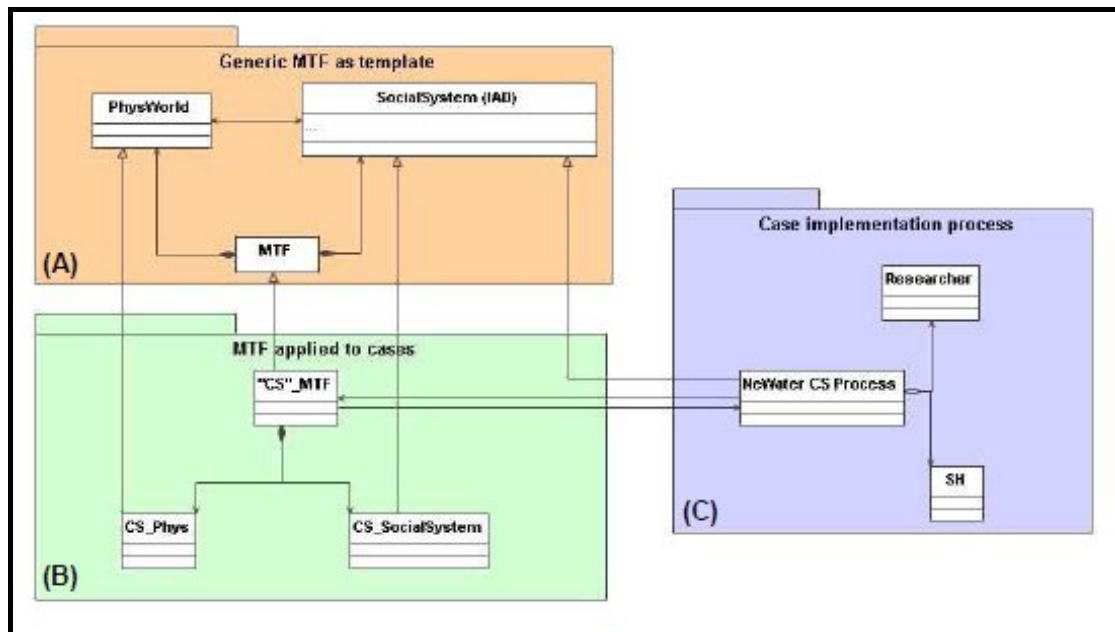 Generic MTF as template
PhysWorld
SocialSystem (IAD)
...
MTF
(A)
Case implementation process
Researcher
MTF applied to cases
"CS"_MTF
NeWater CS Process
SH
CS_Phys
CS_SocialSystem
(C)
(B)